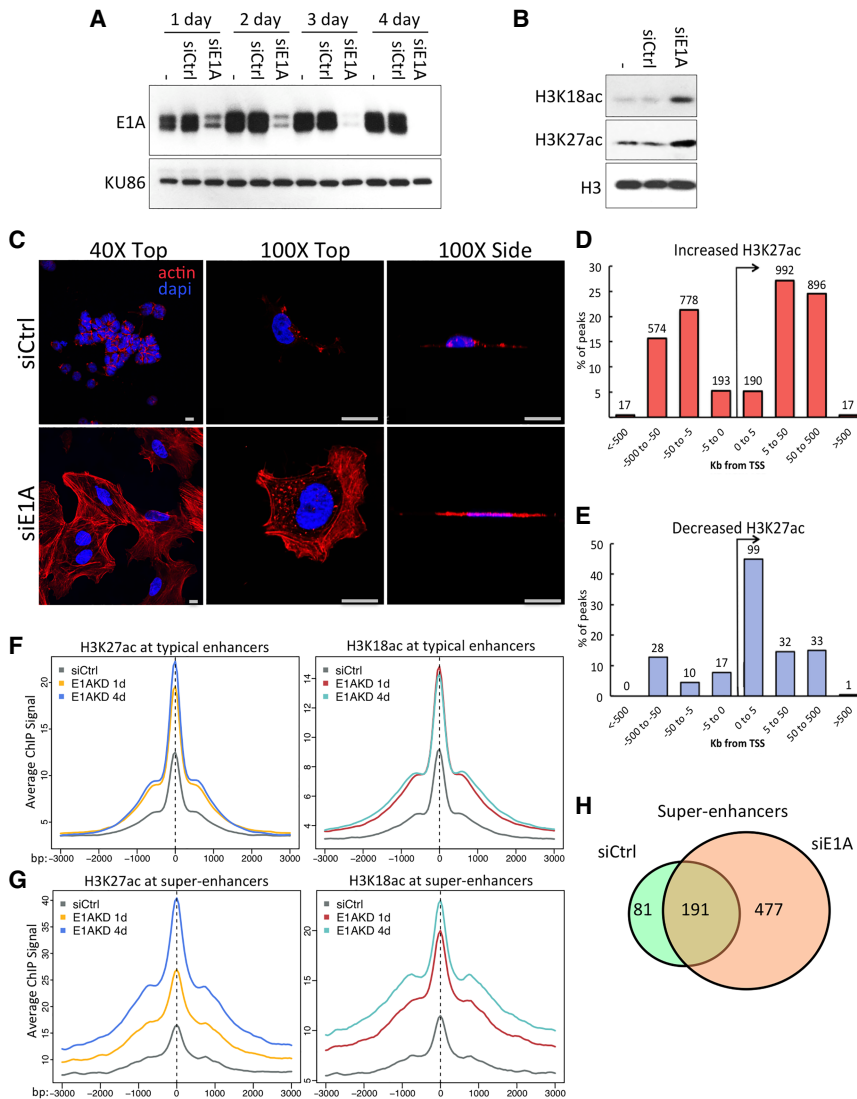 A
1 day 2 day 3 day 4 day
- siCtrl siE1A - siCtrl siE1A - siCtrl siE1A - siCtrl siE1A
E1A
KU86
B
- siCtrl siE1A
H3K18ac
H3K27ac
H3
C
40X Top 100X Top 100X Side
actin
dapi
siCtrl
siE1A
D
Increased H3K27ac
% of peaks
30
25
20
15
10
5
17 574 778 193 190 992 896 17
<-500 -500 to -50 -50 to -5 -5 to 0 0 to 5 5 to 50 50 to 500 >500
Kb from TSS
E
Decreased H3K27ac
% of peaks
50
40
30
20
10
0
0 28 10 17 99 32 33 1
<-500 -500 to -50 -50 to -5 -5 to 0 0 to 5 5 to 50 50 to 500 >500
Kb from TSS
F
H3K27ac at typical enhancers
siCtrl
E1AKD 1d
E1AKD 4d
Average ChIP Signal
20
15
10
5
bp: -3000 -2000 -1000 0 1000 2000 3000
H3K18ac at typical enhancers
siCtrl
E1AKD 1d
E1AKD 4d
14
12
10
8
6
4
-3000 -2000 -1000 0 1000 2000 3000
G
H3K27ac at super-enhancers
siCtrl
E1AKD 1d
E1AKD 4d
Average ChIP Signal
40
35
30
25
20
15
10
bp: -3000 -2000 -1000 0 1000 2000 3000
H3K18ac at super-enhancers
siCtrl
E1AKD 1d
E1AKD 4d
20
15
10
5
-3000 -2000 -1000 0 1000 2000 3000
H
Super-enhancers
siCtrl siE1A
81 191 477